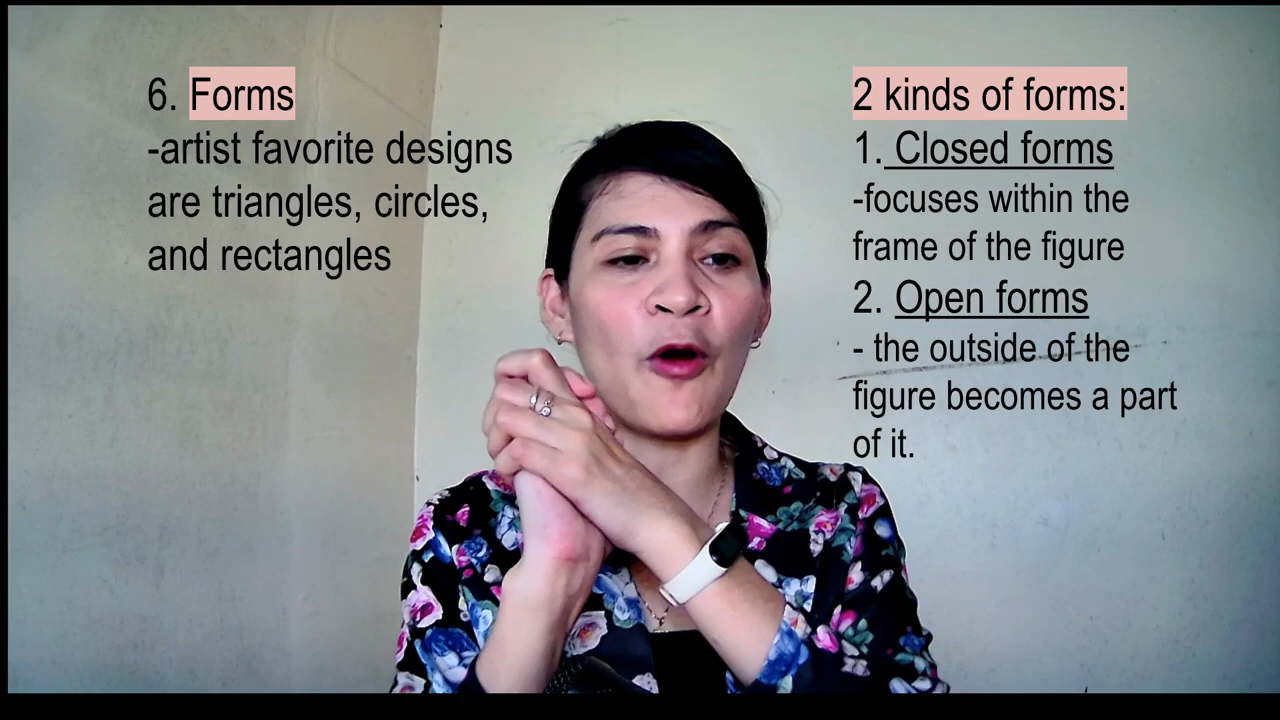 6. Forms
-artist favorite designs
are triangles, circles,
and rectangles
2 kinds of forms:
1. Closed forms
-focuses within the
frame of the figure
2. Open forms
- the outside of the
figure becomes a part
of it.